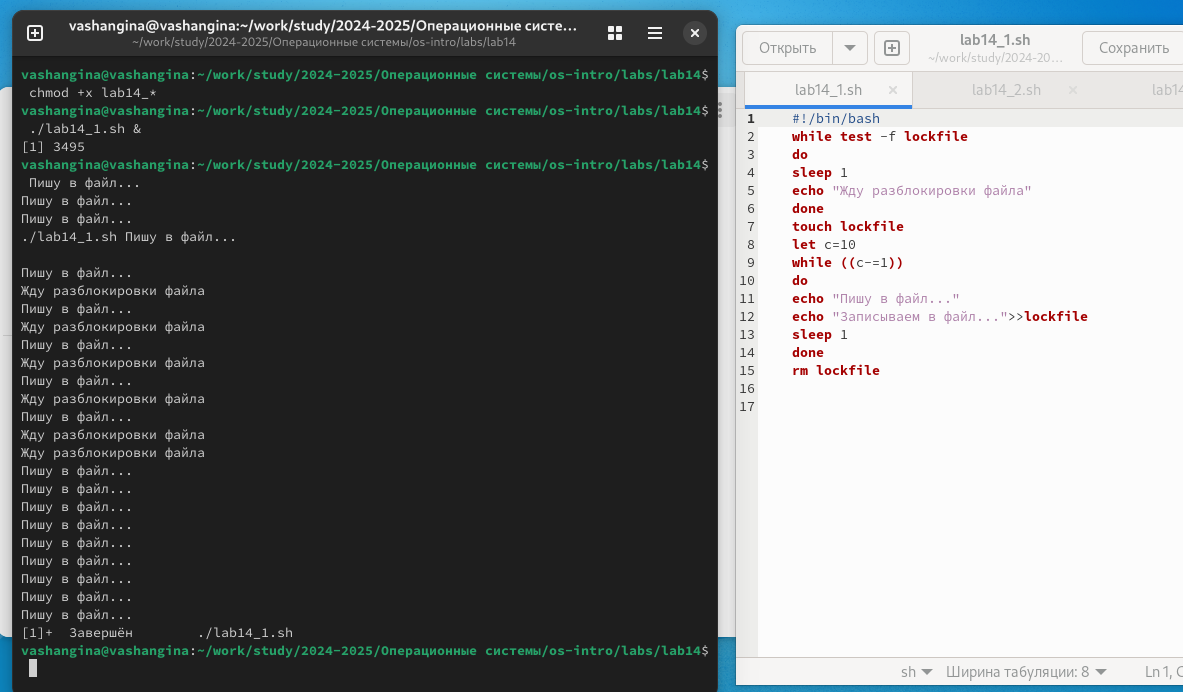 vashangina@vashangina:~/work/study/2024-2025/Операционные систе...
~/work/study/2024-2025/Операционные системы/os-intro/labs/lab14
vashangina@vashangina:~/work/study/2024-2025/Операционные системы/os-intro/labs/lab14$
chmod +x lab14_*
vashangina@vashangina:~/work/study/2024-2025/Операционные системы/os-intro/labs/lab14$
./lab14_1.sh &
[1] 3495
vashangina@vashangina:~/work/study/2024-2025/Операционные системы/os-intro/labs/lab14$
Пишу в файл...
Пишу в файл...
Пишу в файл...
./lab14_1.sh Пишу в файл...
Пишу в файл...
Жду разблокировки файла
Пишу в файл...
Жду разблокировки файла
Пишу в файл...
Жду разблокировки файла
Пишу в файл...
Жду разблокировки файла
Пишу в файл...
Жду разблокировки файла
Жду разблокировки файла
Пишу в файл...
Пишу в файл...
Пишу в файл...
Пишу в файл...
Пишу в файл...
Пишу в файл...
Пишу в файл...
Пишу в файл...
Пишу в файл...
[1]+  Завершён        ./lab14_1.sh
vashangina@vashangina:~/work/study/2024-2025/Операционные системы/os-intro/labs/lab14$
Открыть
lab14_1.sh
~/work/study/2024-20...
Сохранить
lab14_1.sh × lab14_2.sh × lab14
1 #!/bin/bash
2 while test -f lockfile
3 do
4 sleep 1
5 echo "Жду разблокировки файла"
6 done
7 touch lockfile
8 let c=10
9 while ((c-=1))
10 do
11 echo "Пишу в файл..."
12 echo "Записываем в файл...">>lockfile
13 sleep 1
14 done
15 rm lockfile
16
17
sh Ширина табуляции: 8 Ln 1, C